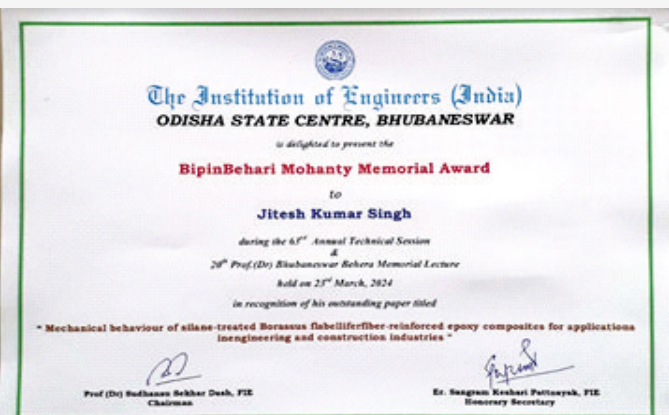 The Institution of Engineers (India)
ODISHA STATE CENTRE, BHUBANESWAR
is delighted to present the
BipinBehari Mohanty Memorial Award
to
Jitesh Kumar Singh
during the 65th Annual Technical Session
&
20th Prof.(Dr) Bhubaneswar Behera Memorial Lecture
held on 23rd March, 2024
in recognition of his outstanding paper titled
" Mechanical behaviour of silane-treated Borassus flabelliferfiber-reinforced epoxy composites for applications
inengineering and construction industries "
Prof (Dr) Sudhansu Sekhar Dash, FIE
Chairman
Er. Sangram Keshari Pattnayak, FIE
Honorary Secretary